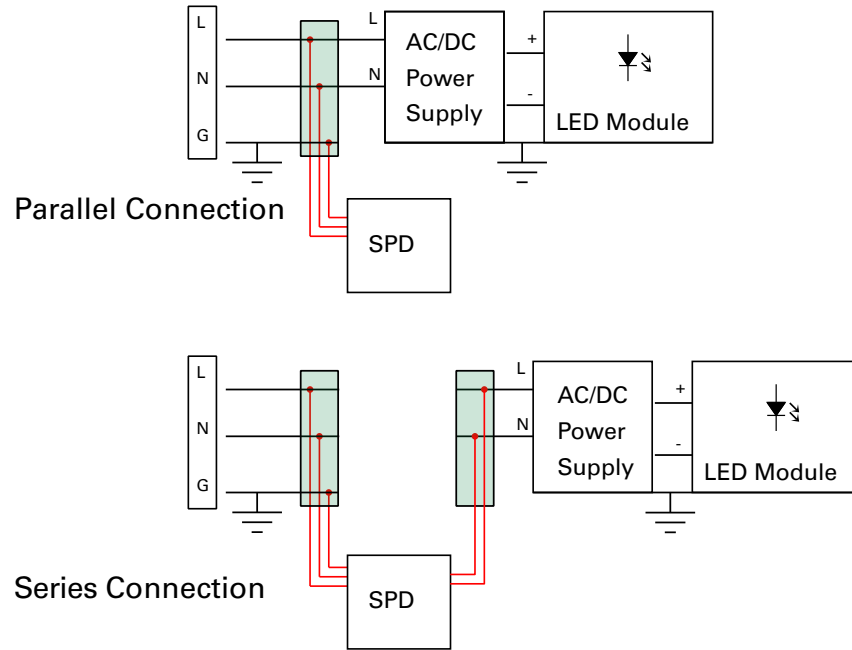 L
N
G
L
N
AC/DC
Power
Supply
+
-
LED Module
Parallel Connection
SPD
L
N
G
L
N
AC/DC
Power
Supply
+
-
LED Module
Series Connection
SPD